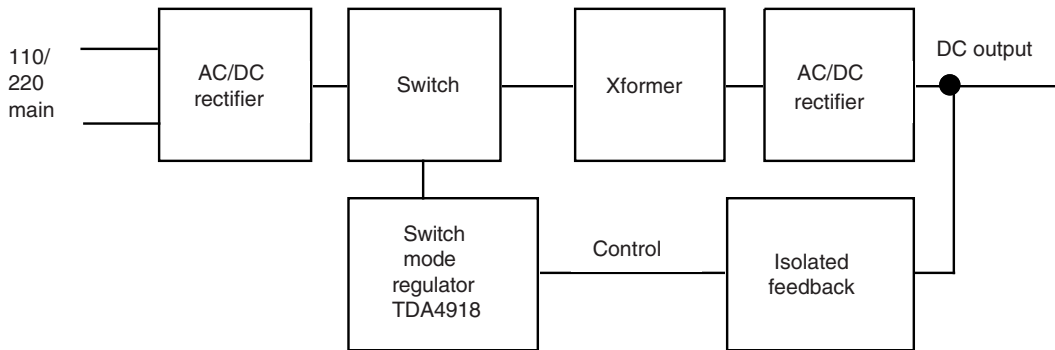 110/
220
main
AC/DC
rectifier
Switch
Xformer
AC/DC
rectifier
DC output
Switch
mode
regulator
TDA4918
Control
Isolated
feedback